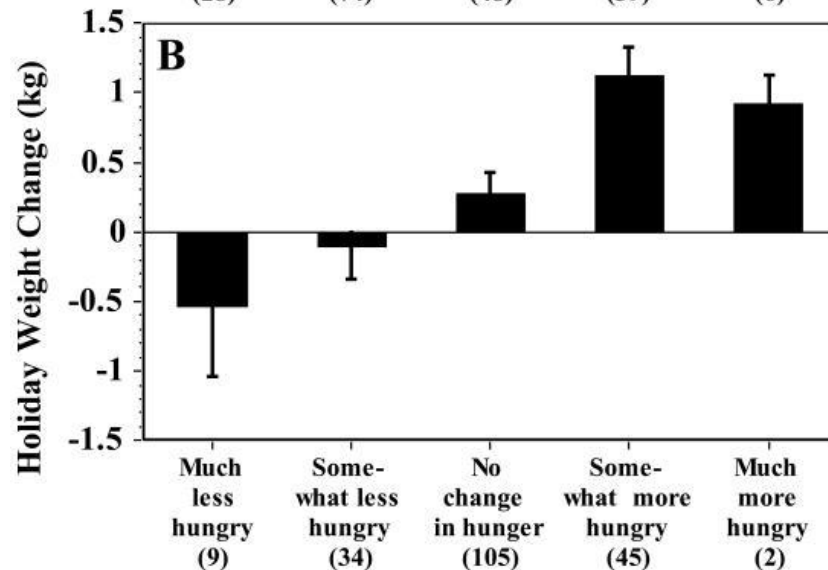 1.5
B
1
0.5
0
-0.5
-1
-1.5
Holiday Weight Change (kg)
Much less hungry (9)
Some-what less hungry (34)
No change in hunger (105)
Some-what more hungry (45)
Much more hungry (2)